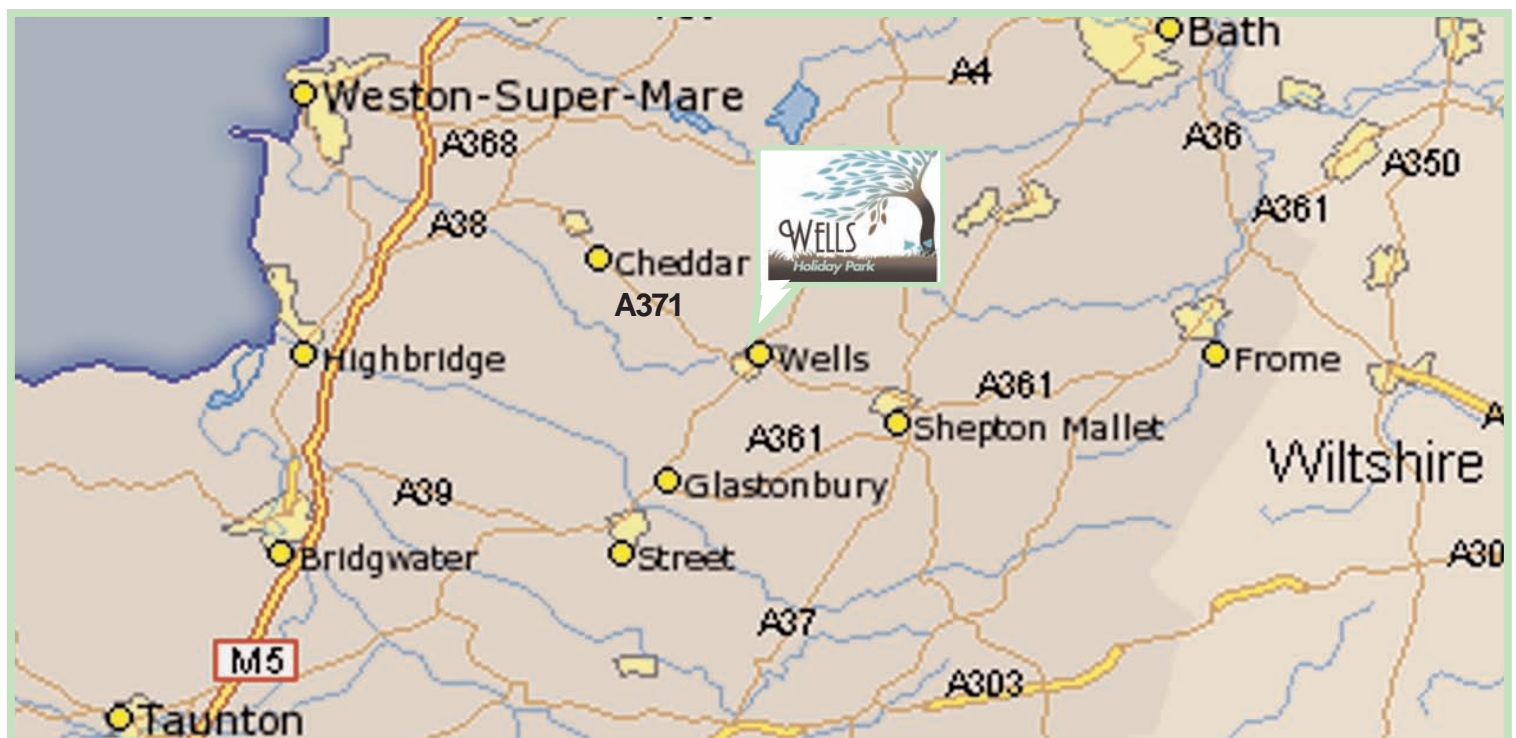 Bath
A4
Weston-Super-Mare
A368
A36
A350
A38
A361
WELLS
Holiday Park
Cheddar
A371
Highbridge
Wells
Frome
A361
A361
Shepton Mallet
Wiltshire
A39
Glastonbury
Bridgwater
Street
A30
A37
M5
A303
Taunton